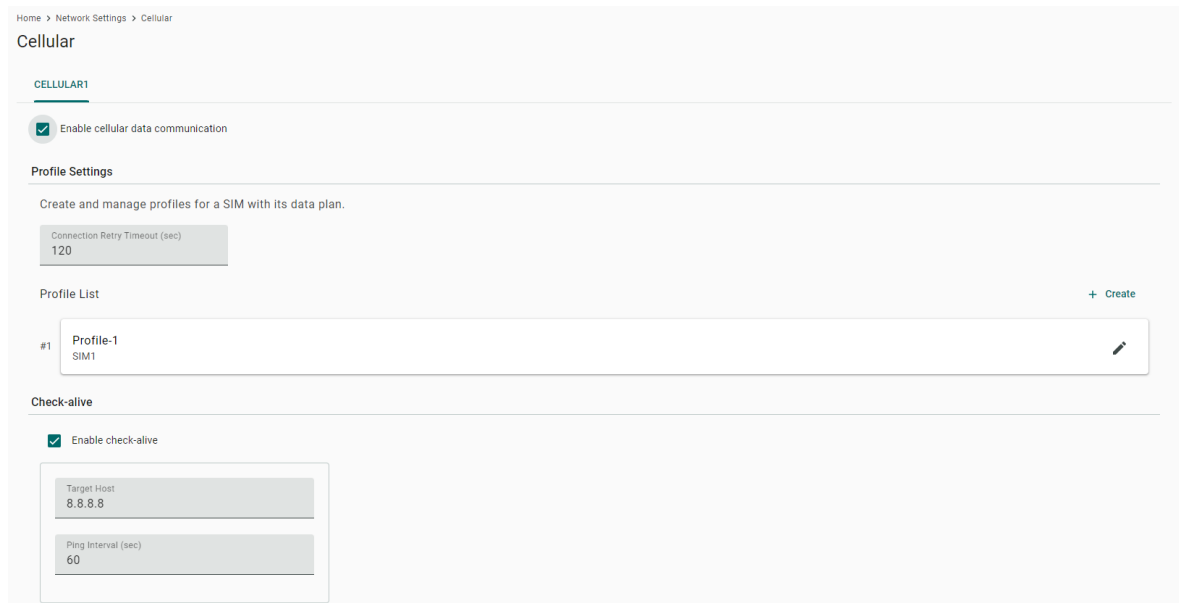 Home > Network Settings > Cellular
Cellular
CELLULAR1
Enable cellular data communication
Profile Settings
Create and manage profiles for a SIM with its data plan.
Connection Retry Timeout (sec)
120
Profile List
+ Create
#1
Profile-1
SIM1
Check-alive
Enable check-alive
Target Host
8.8.8.8
Ping Interval (sec)
60